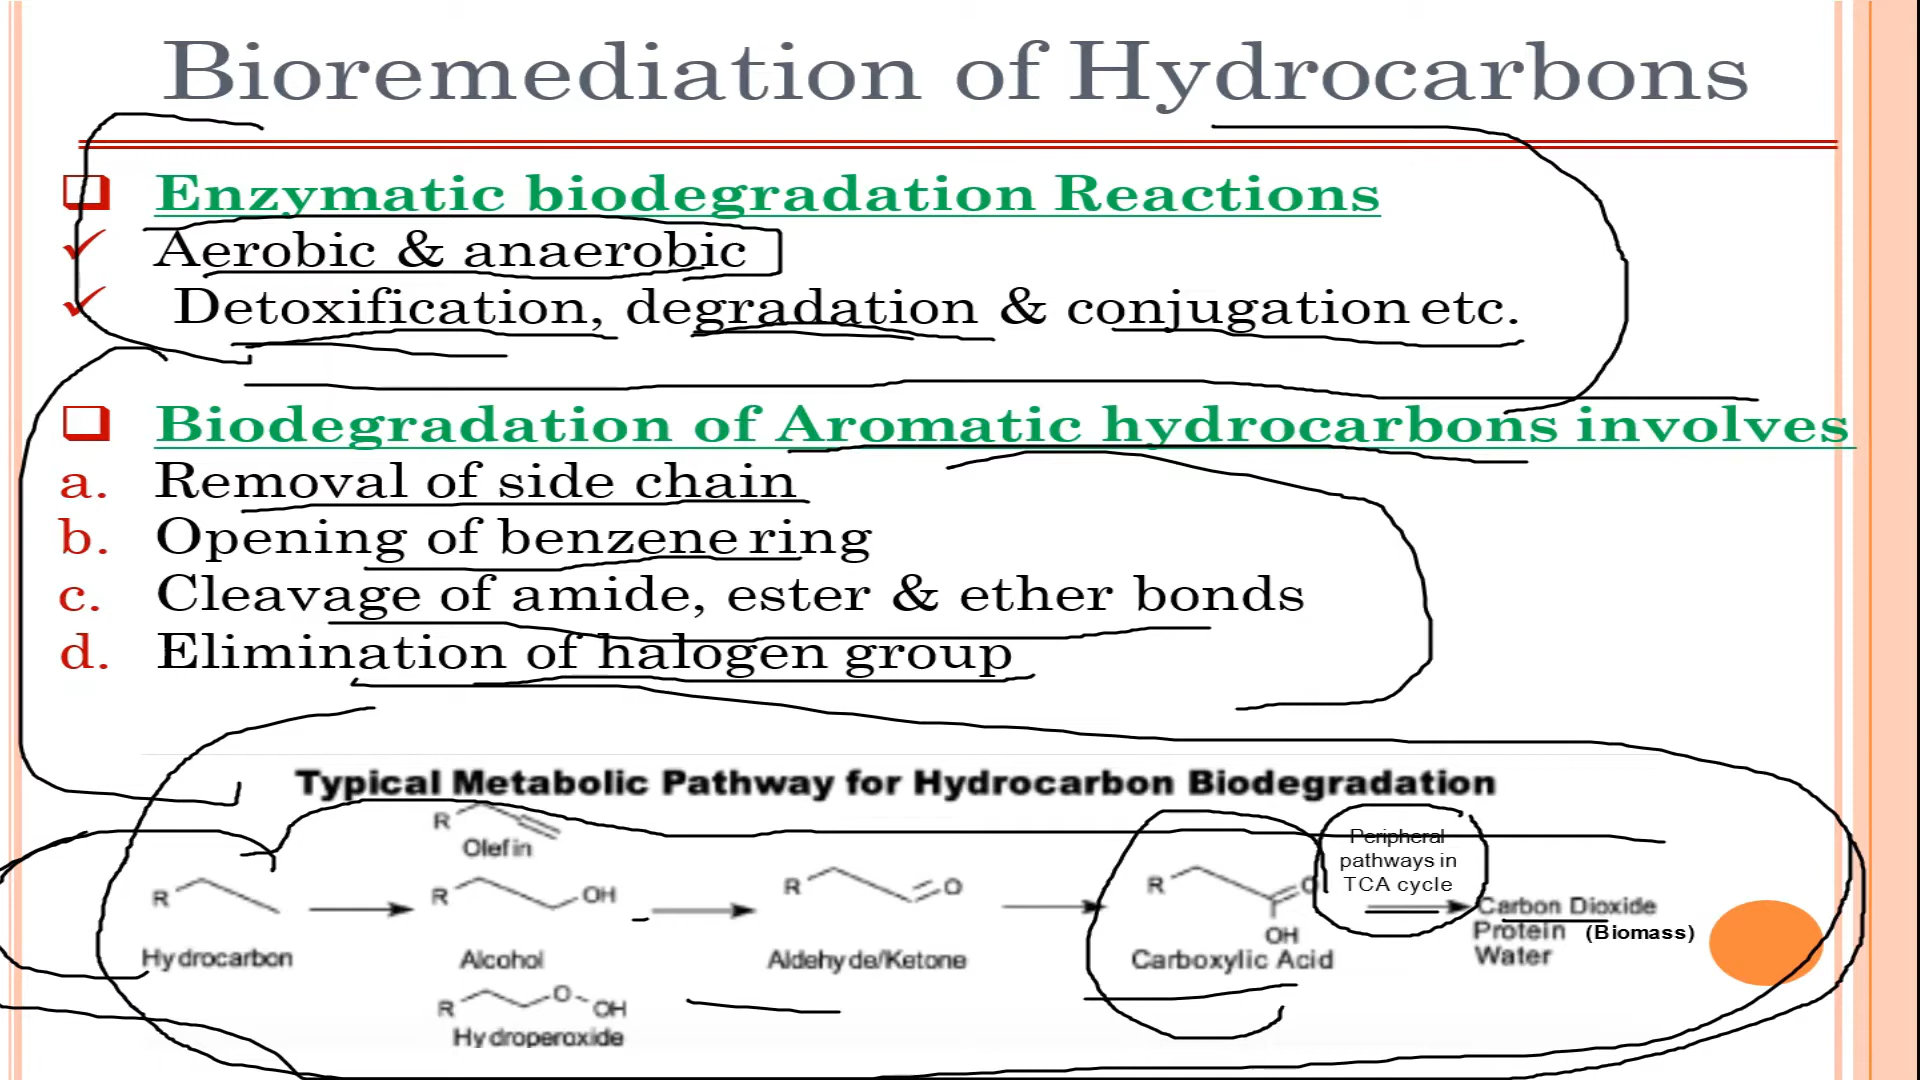 Bioremediation of Hydrocarbons
Enzymatic biodegradation Reactions
Aerobic & anaerobic
Detoxification, degradation & conjugation etc.
Biodegradation of Aromatic hydrocarbons involves
a. Removal of side chain
b. Opening of benzene ring
c. Cleavage of amide, ester & ether bonds
d. Elimination of halogen group
Typical Metabolic Pathway for Hydrocarbon Biodegradation
R
Olefin
R
Hydrocarbon
R OH
Alcohol
R O OH
Hydroperoxide
R O
Aldehyde/Ketone
R O
OH
Carboxylic Acid
Peripheral
pathways in
TCA cycle
Carbon Dioxide
Protein (Biomass)
Water